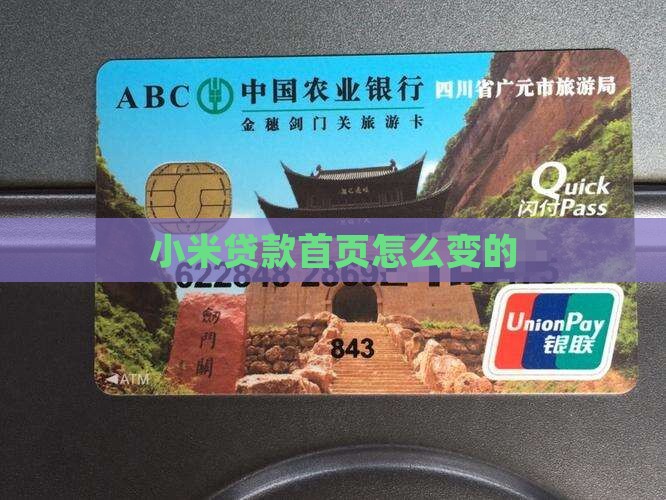 ABC 中国农业银行 四川省广元市旅游局
金穗剑门关旅游卡
Quick
闪付Pass
小米贷款首页怎么变的
843
劍門關
UnionPay
银联
ATM